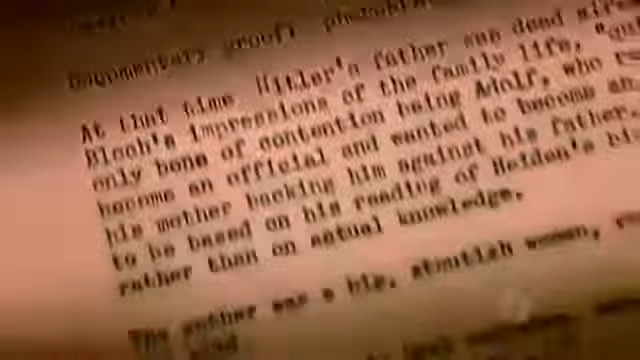 Documentary proof:
At that time Hitler's father was dead
Bloch's impressions of the family life,
only bone of contention being Adolf, who
become an official and wanted to become an
his mother backing him against his father.
to be based on his reading of Heiden's
rather than on actual knowledge.
The mother was a big, stoutish woman,